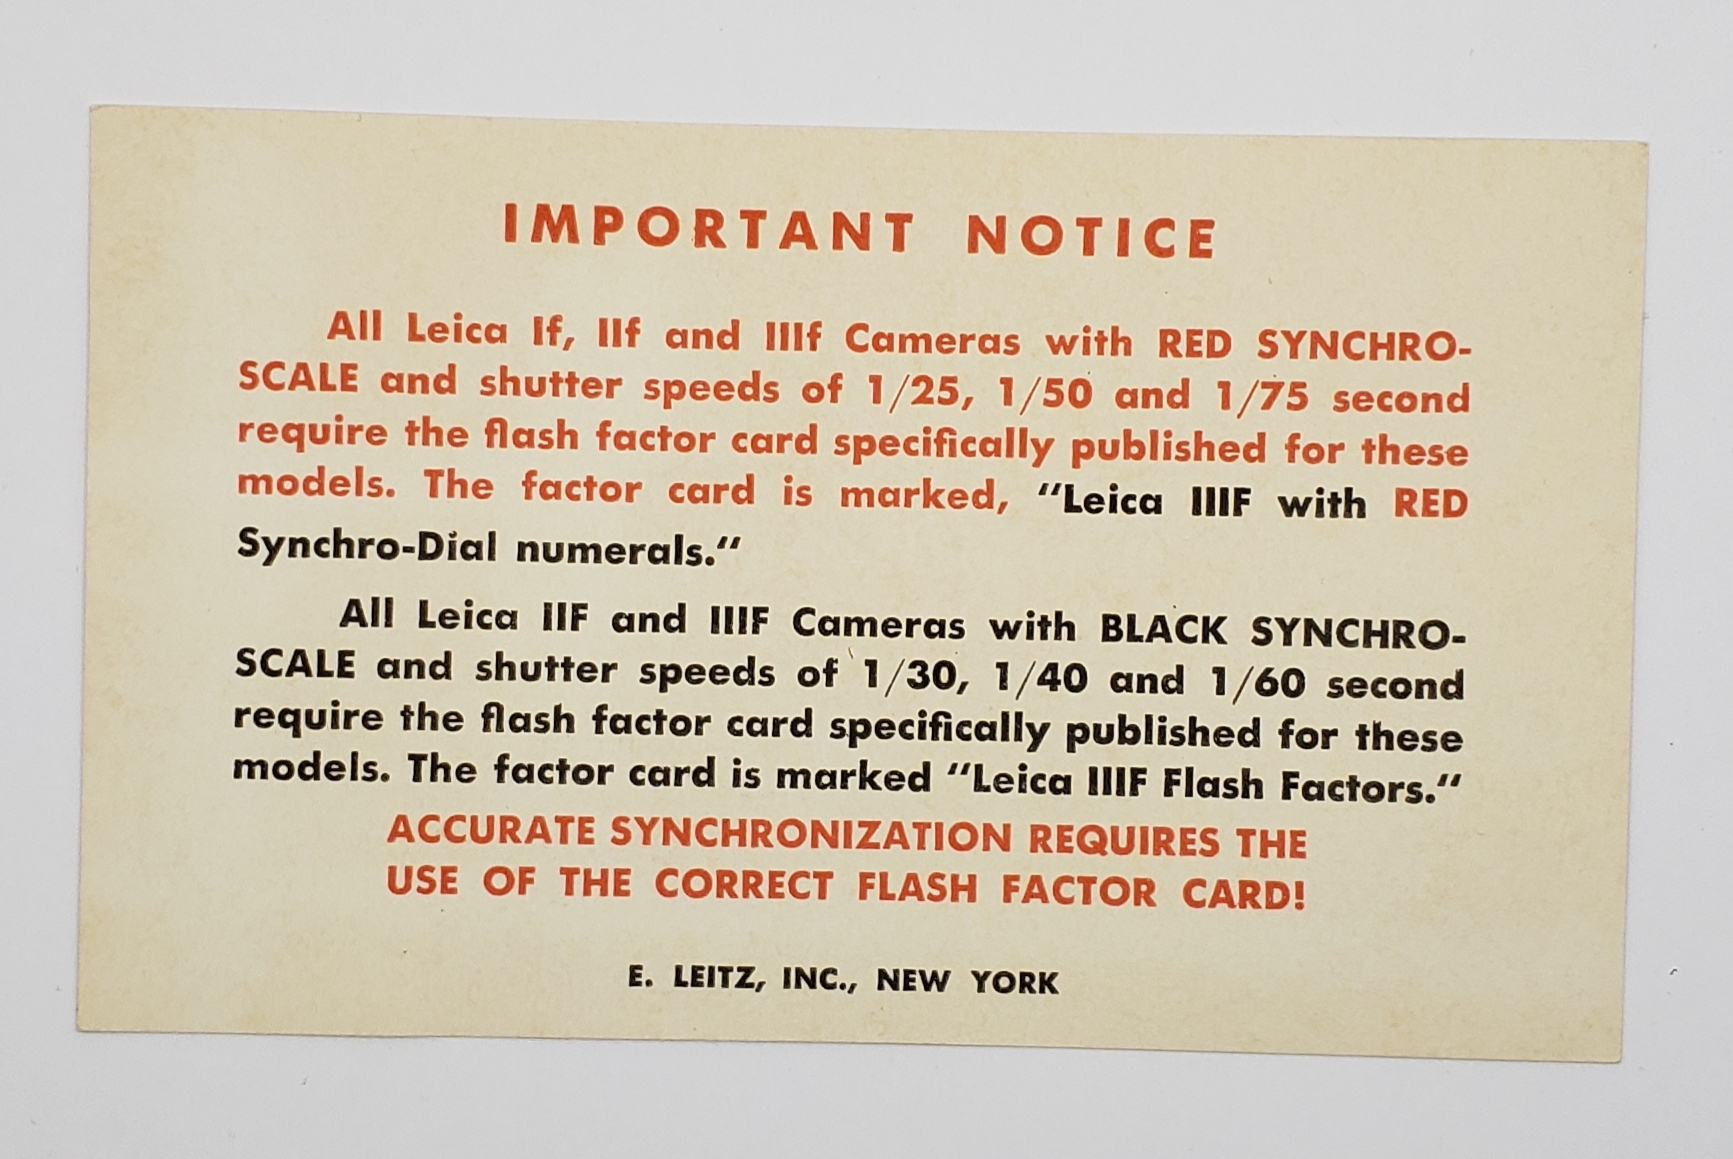 IMPORTANT NOTICE
All Leica If, IIf and IIIf Cameras with RED SYNCHRO-
SCALE and shutter speeds of 1/25, 1/50 and 1/75 second
require the flash factor card specifically published for these
models. The factor card is marked, "Leica IIIF with RED
Synchro-Dial numerals."
All Leica IIF and IIIF Cameras with BLACK SYNCHRO-
SCALE and shutter speeds of 1/30, 1/40 and 1/60 second
require the flash factor card specifically published for these
models. The factor card is marked "Leica IIIF Flash Factors."
ACCURATE SYNCHRONIZATION REQUIRES THE
USE OF THE CORRECT FLASH FACTOR CARD!
E. LEITZ, INC., NEW YORK